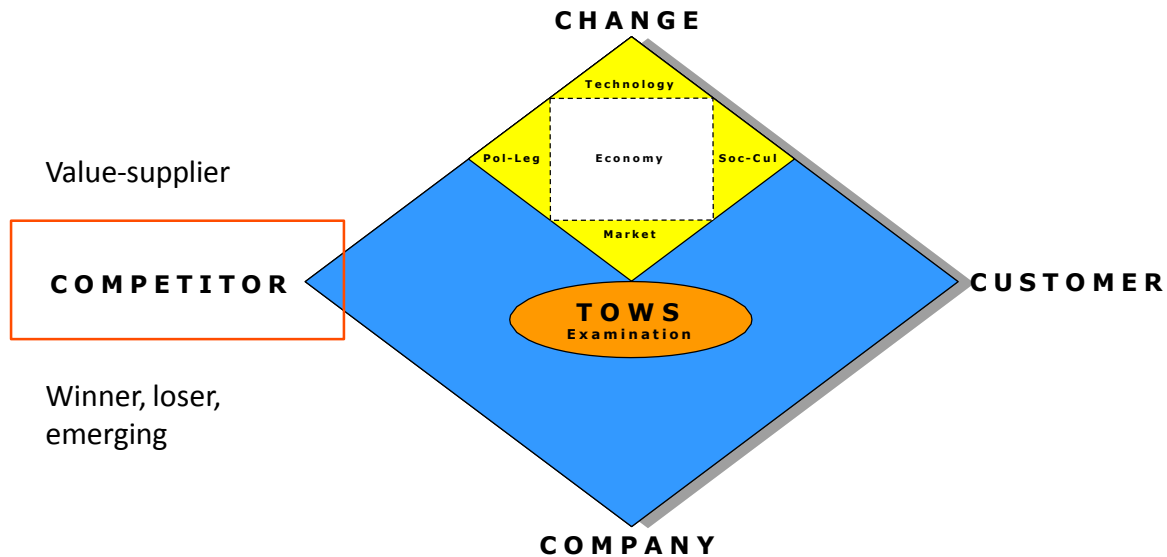 CHANGE
Technology
Pol-Leg
Economy
Soc-Cul
Market
Value-supplier
COMPETITOR
CUSTOMER
TOWS
Examination
Winner, loser,
emerging
COMPANY